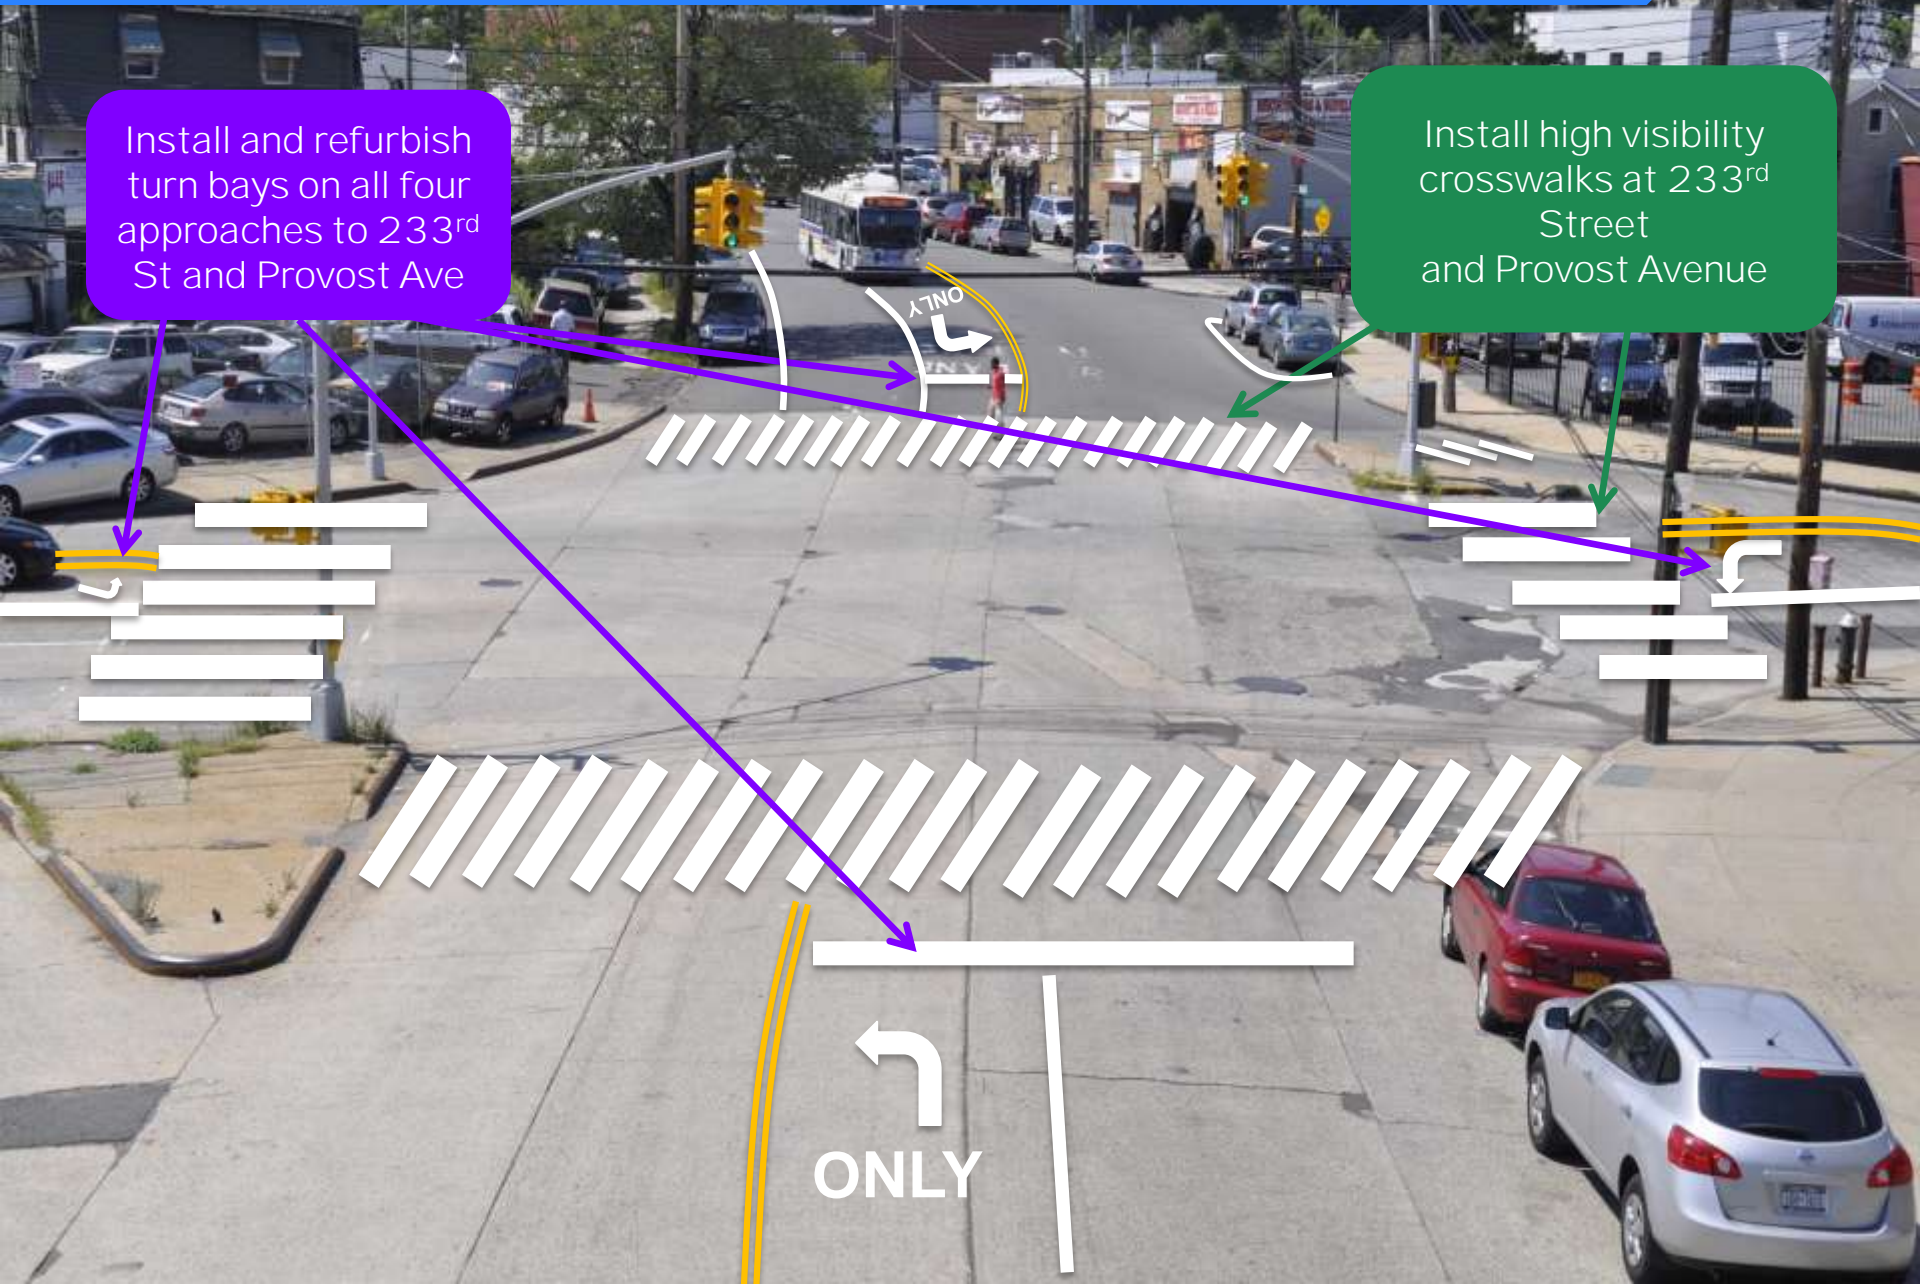 Install and refurbish
turn bays on all four
approaches to 233rd
St and Provost Ave
Install high visibility
crosswalks at 233rd
Street
and Provost Avenue
ONLY
ONLY